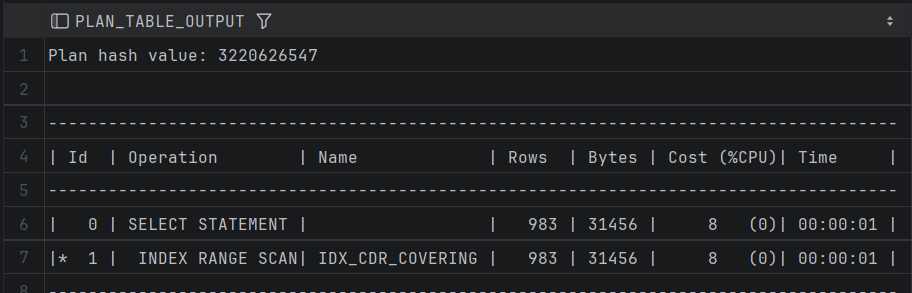 PLAN_TABLE_OUTPUT
1 Plan hash value: 3220626547
2
3 -------------------------------------------------------------------------------------
4 | Id  | Operation        | Name             | Rows  | Bytes | Cost (%CPU)| Time     |
5 -------------------------------------------------------------------------------------
6 |   0 | SELECT STATEMENT |                  |   983 | 31456 |     8   (0)| 00:00:01 |
7 |*  1 |  INDEX RANGE SCAN| IDX_CDR_COVERING |   983 | 31456 |     8   (0)| 00:00:01 |
8 -------------------------------------------------------------------------------------